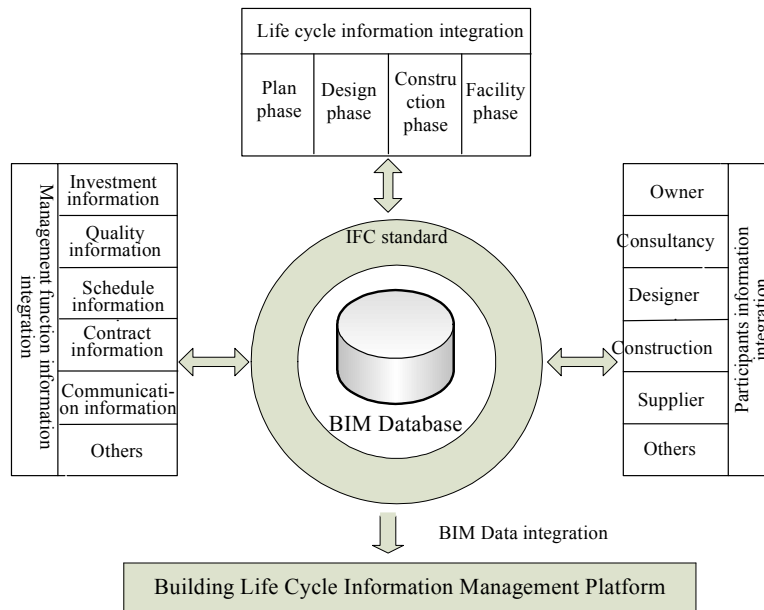 Life cycle information integration
Plan
phase
Design
phase
Constru
ction
phase
Facility
phase
Management function information
integration
Investment
information
Quality
information
Schedule
information
Contract
information
Communicati-
on information
Others
IFC standard
BIM Database
Owner
Consultancy
Designer
Construction
Supplier
Others
Participants information
integration
BIM Data integration
Building Life Cycle Information Management Platform